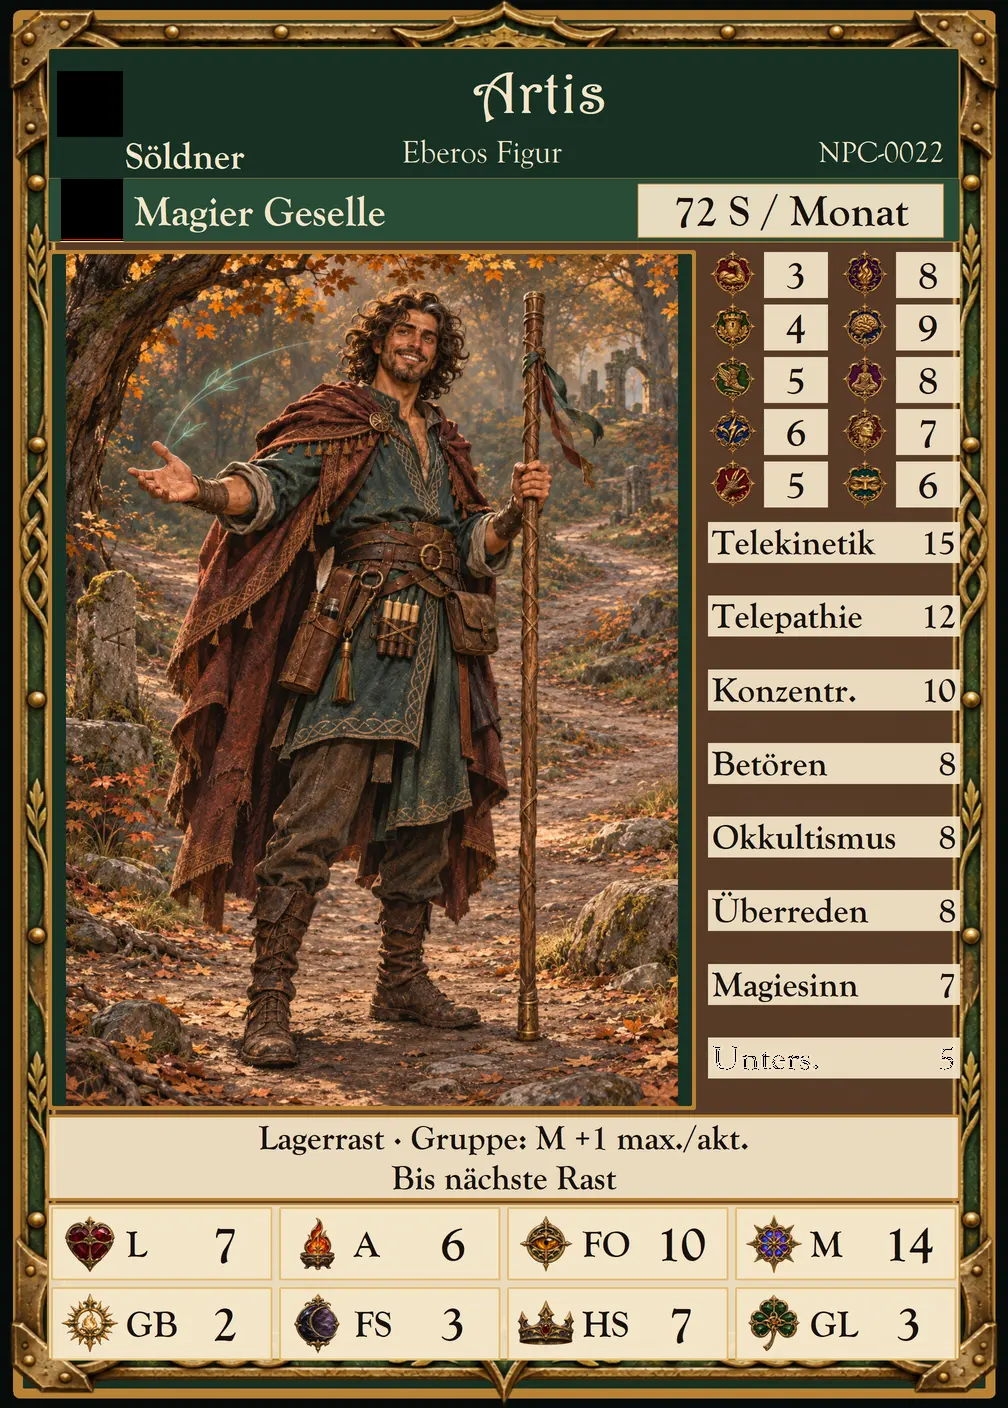 Artis
Söldner
Eberos Figur
NPC-0022
Magier Geselle
72 S / Monat
3 8
4 9
5 8
6 7
5 6
Telekinetik 15
Telepathie 12
Konzentr. 10
Betören 8
Okkultismus 8
Überreden 8
Magiesinn 7
Unters. 5
Lagerrast · Gruppe: M +1 max./akt.
Bis nächste Rast
L 7 A 6 FO 10 M 14
GB 2 FS 3 HS 7 GL 3